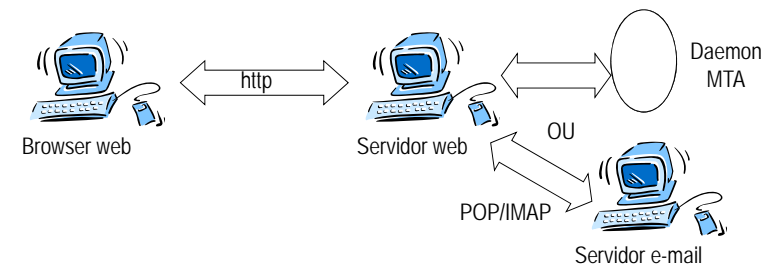 Daemon
MTA
http
Browser web
Servidor web
OU
POP/IMAP
Servidor e-mail